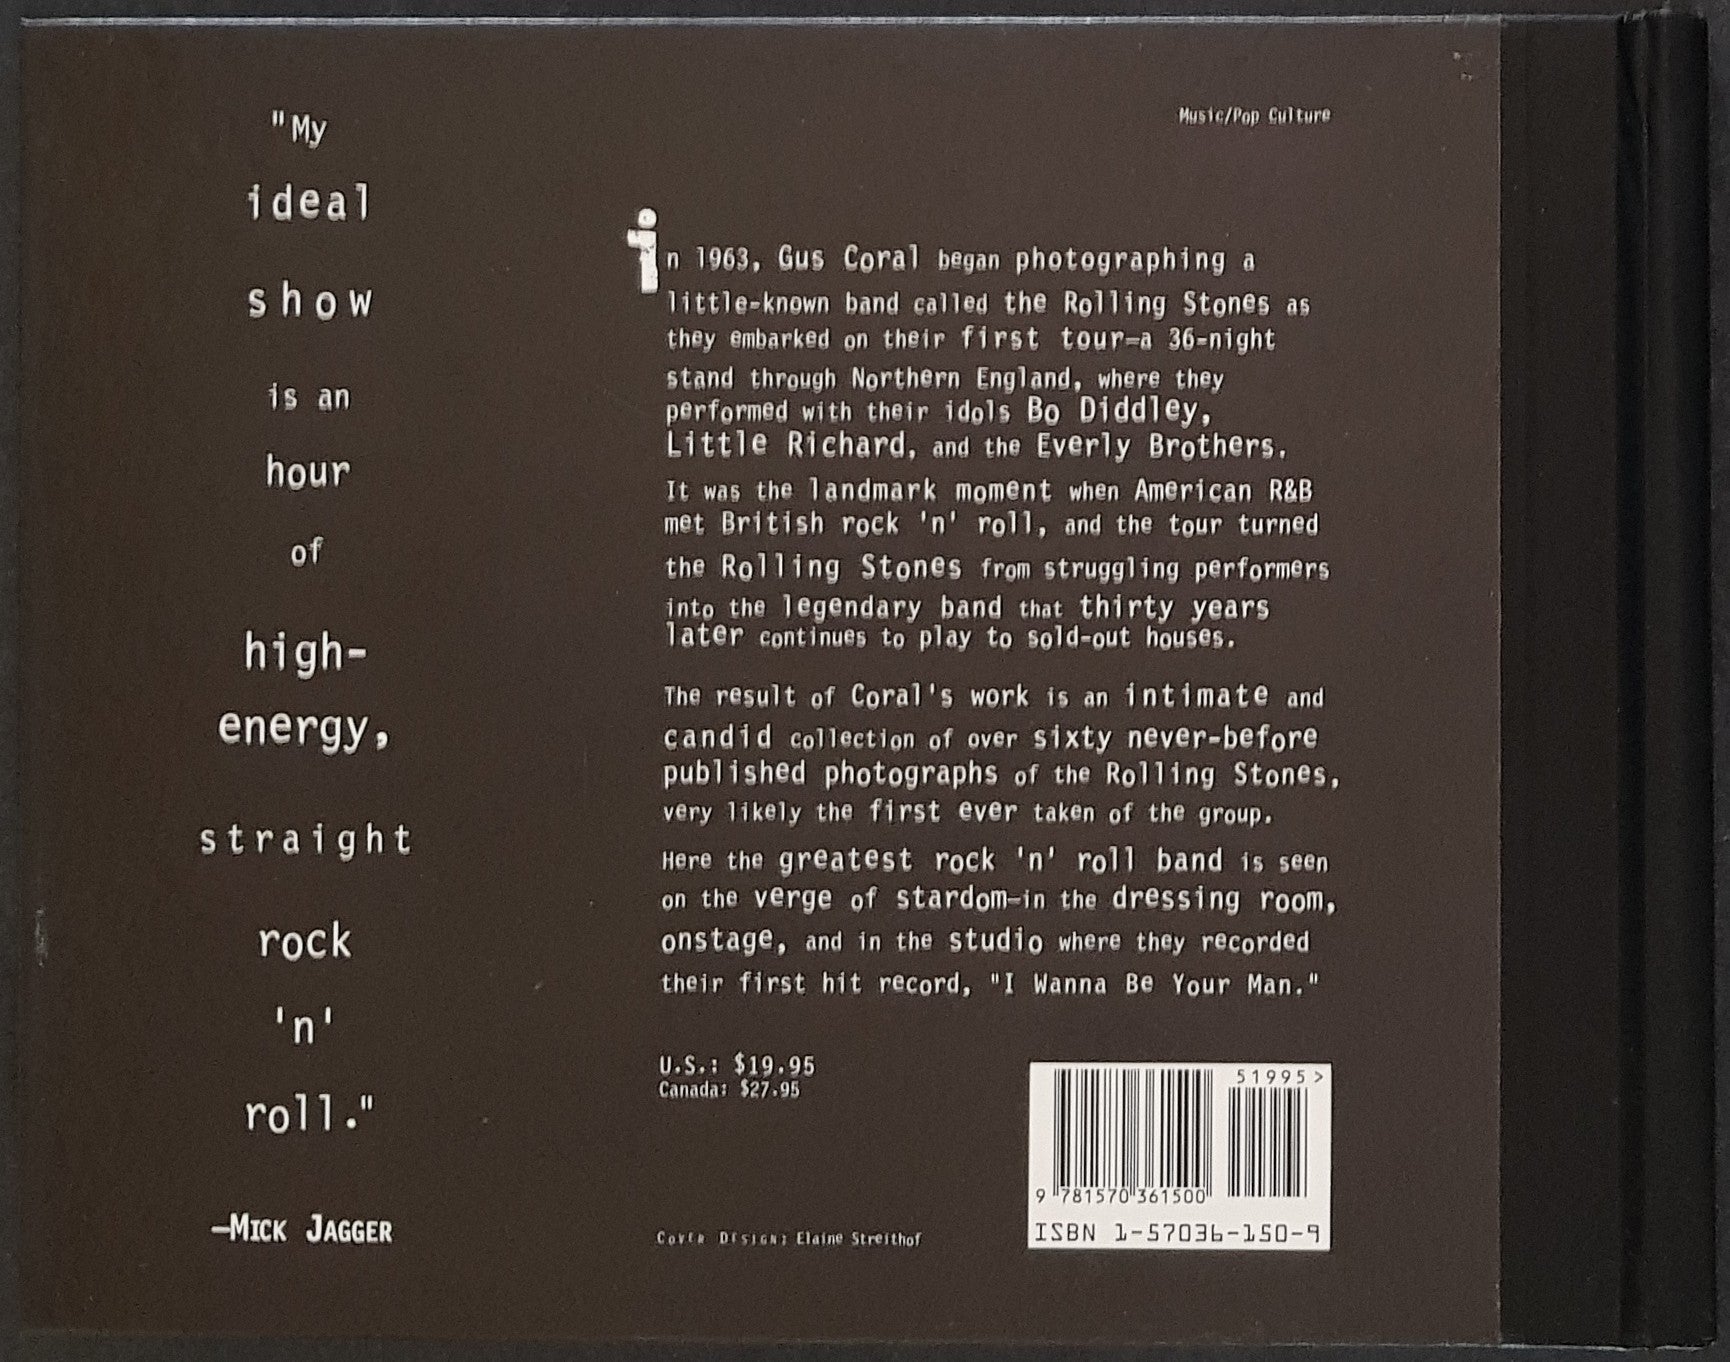 "My
ideal
show
is an
hour
of
high-
energy,
straight
rock
'n'
roll."
—MICK JAGGER
Music/Pop Culture
in 1963, Gus Coral began photographing a
little-known band called the Rolling Stones as
they embarked on their first tour—a 36-night
stand through Northern England, where they
performed with their idols Bo Diddley,
Little Richard, and the Everly Brothers.
It was the landmark moment when American R&B
met British rock 'n' roll, and the tour turned
the Rolling Stones from struggling performers
into the legendary band that thirty years
later continues to play to sold-out houses.
The result of Coral's work is an intimate and
candid collection of over sixty never-before
published photographs of the Rolling Stones,
very likely the first ever taken of the group.
Here the greatest rock 'n' roll band is seen
on the verge of stardom—in the dressing room,
onstage, and in the studio where they recorded
their first hit record, "I Wanna Be Your Man."
U.S.: $19.95
Canada: $27.95
COVER DESIGN: Elaine Streithof
51995>
9 781570 361500
ISBN 1-57036-150-9